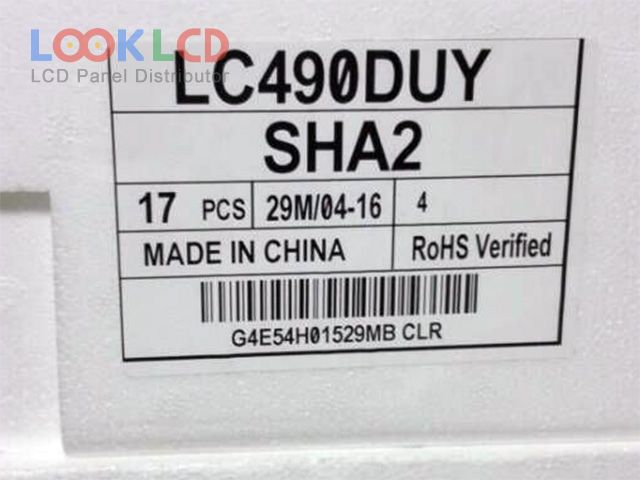 LOOKLCD
LCD Panel Distributor
LC490DUY
SHA2
17 PCS 29M/04-16 4
MADE IN CHINA RoHS Verified
G4E54H01529MB CLR